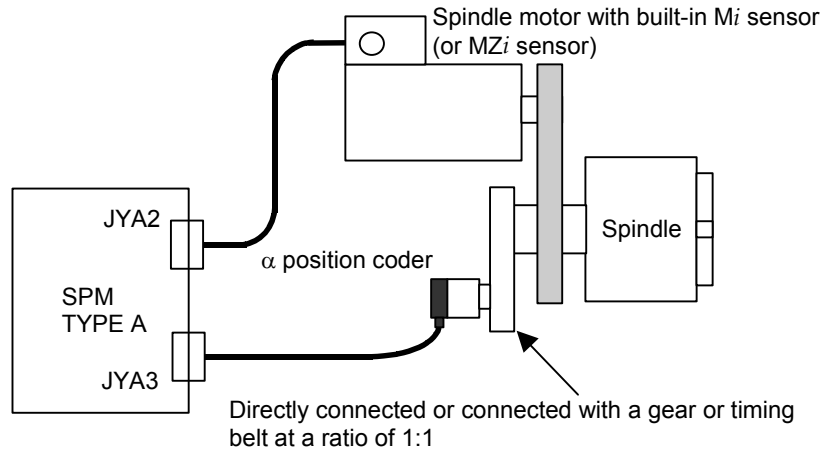 Spindle motor with built-in Mi sensor
(or MZi sensor)
JYA2
α position coder
Spindle
SPM
TYPE A
JYA3
Directly connected or connected with a gear or timing
belt at a ratio of 1:1